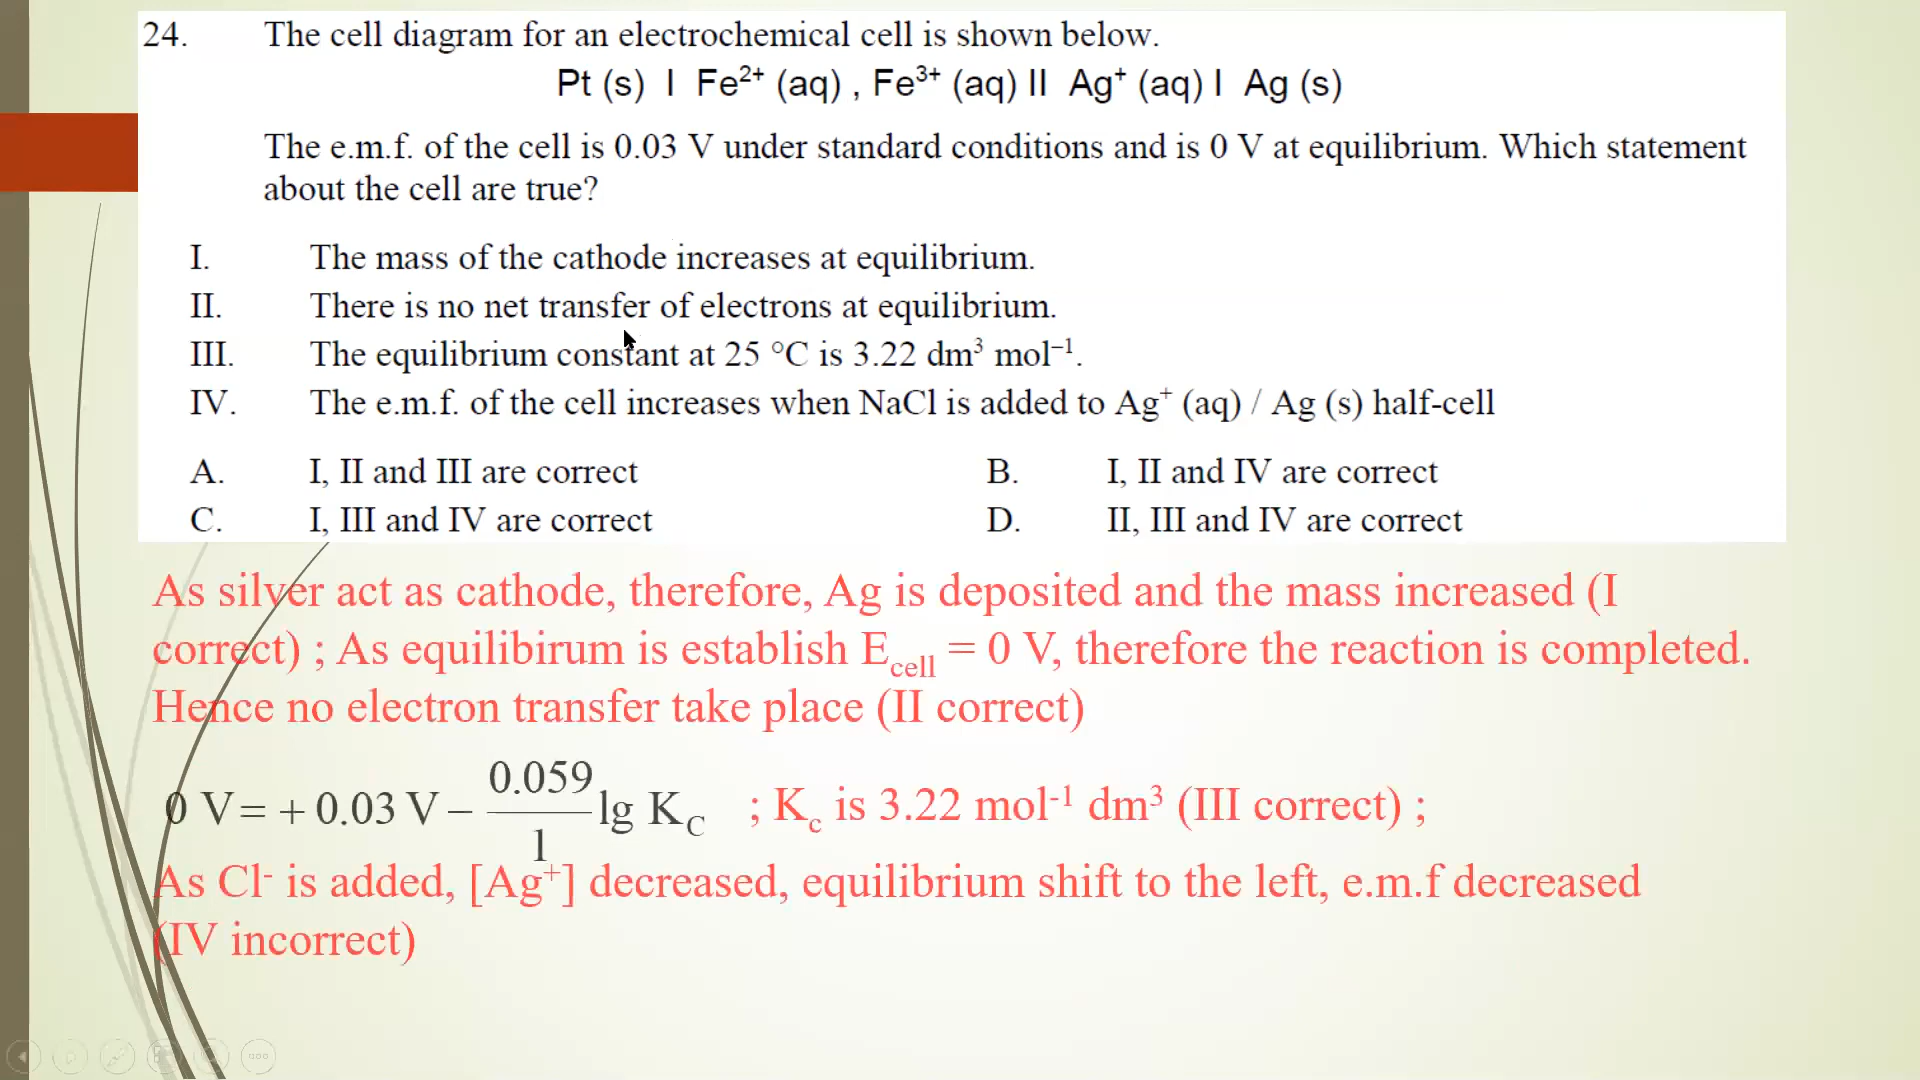 24. The cell diagram for an electrochemical cell is shown below.
Pt (s) I Fe²⁺ (aq) , Fe³⁺ (aq) II Ag⁺ (aq) I Ag (s)
The e.m.f. of the cell is 0.03 V under standard conditions and is 0 V at equilibrium. Which statement
about the cell are true?
I. The mass of the cathode increases at equilibrium.
II. There is no net transfer of electrons at equilibrium.
III. The equilibrium constant at 25 °C is 3.22 dm³ mol⁻¹.
IV. The e.m.f. of the cell increases when NaCl is added to Ag⁺ (aq) / Ag (s) half-cell
A. I, II and III are correct B. I, II and IV are correct
C. I, III and IV are correct D. II, III and IV are correct
As silver act as cathode, therefore, Ag is deposited and the mass increased (I
correct) ; As equilibirum is establish E_cell = 0 V, therefore the reaction is completed.
Hence no electron transfer take place (II correct)
0 V = + 0.03 V − 0.059/1 lg K_C ; K_c is 3.22 mol⁻¹ dm³ (III correct) ;
As Cl⁻ is added, [Ag⁺] decreased, equilibrium shift to the left, e.m.f decreased
(IV incorrect)